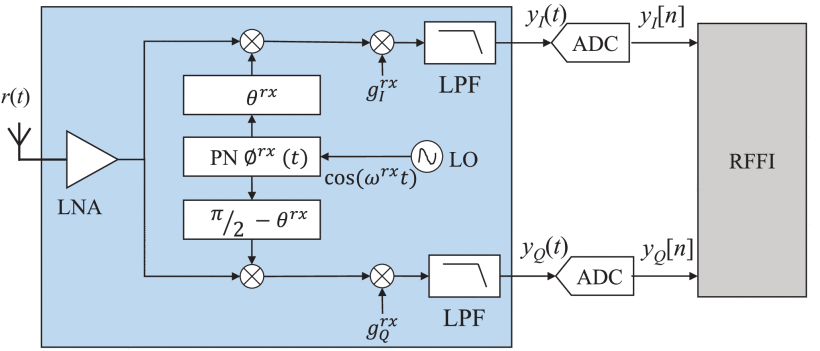 r(t)
LNA
θ^{rx}
PN Ø^{rx} (t)
π/2 − θ^{rx}
LO
cos(ω^{rx}t)
g_I^{rx}
LPF
y_I(t)
ADC
y_I[n]
g_Q^{rx}
LPF
y_Q(t)
ADC
y_Q[n]
RFFI